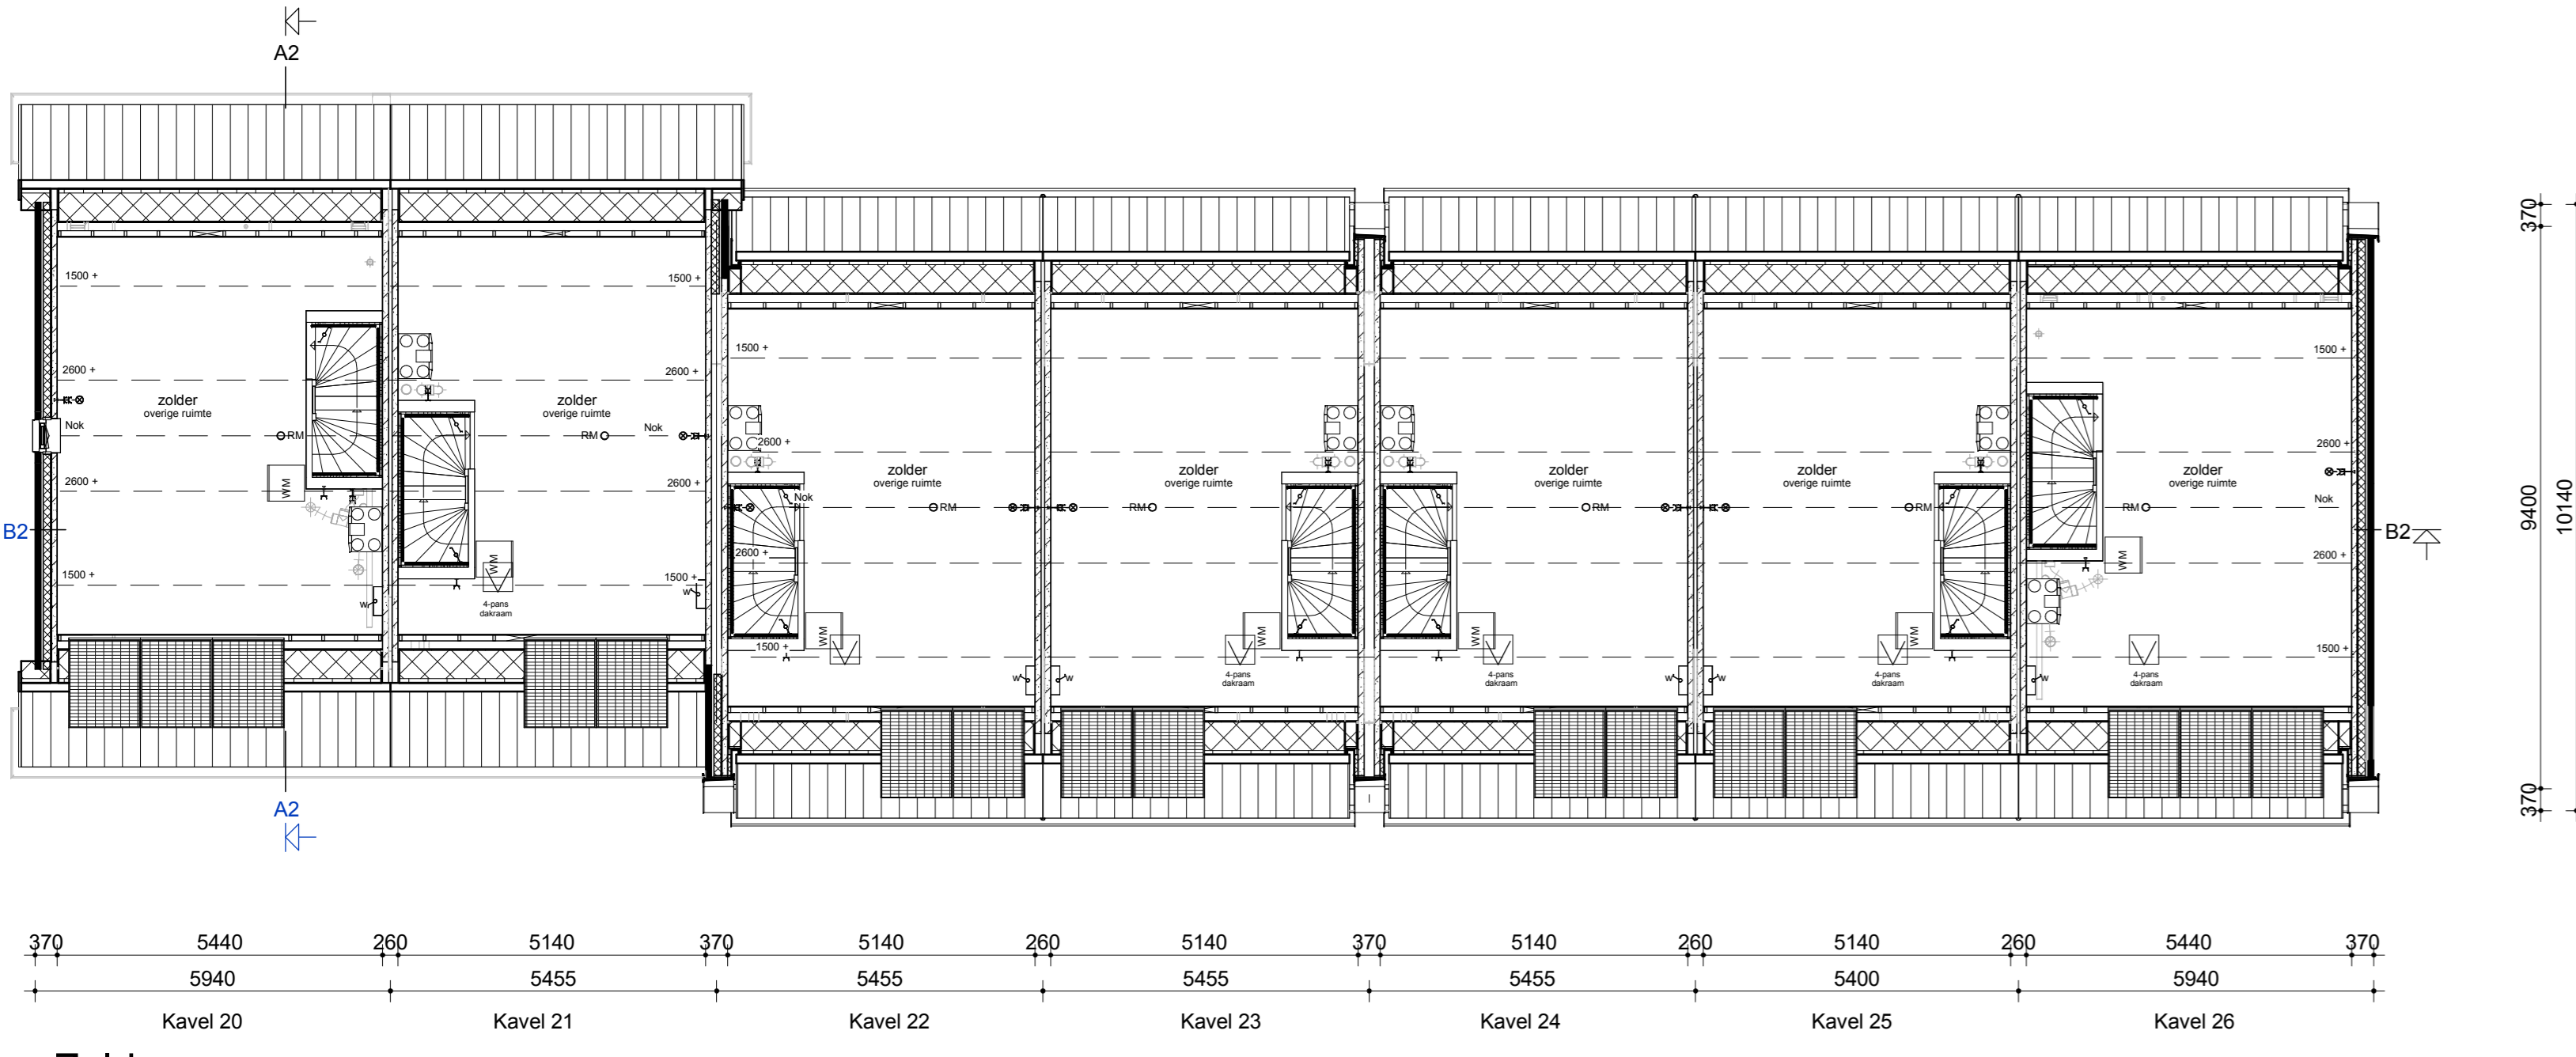 A2
1500 +
1500 +
2600 +
2600 +
zolder
overige ruimte
zolder
overige ruimte
Nok
RM
RM
Nok
2600 +
2600 +
WM
WM
1500 +
1500 +
w
w
4-pans
dakraam
B2
B2
A2
1500 +
1500 +
2600 +
2600 +
zolder
overige ruimte
zolder
overige ruimte
zolder
overige ruimte
zolder
overige ruimte
zolder
overige ruimte
Nok
RM
RM
RM
RM
RM
Nok
2600 +
2600 +
WM
WM
WM
WM
WM
1500 +
1500 +
w
w
w
w
w
4-pans
dakraam
4-pans
dakraam
4-pans
dakraam
4-pans
dakraam
370
9400
10140
370
370 5440 260 5140 370 5140 260 5140 370 5140 260 5140 260 5440 370
5940 5455 5455 5455 5455 5400 5940
Kavel 20 Kavel 21 Kavel 22 Kavel 23 Kavel 24 Kavel 25 Kavel 26